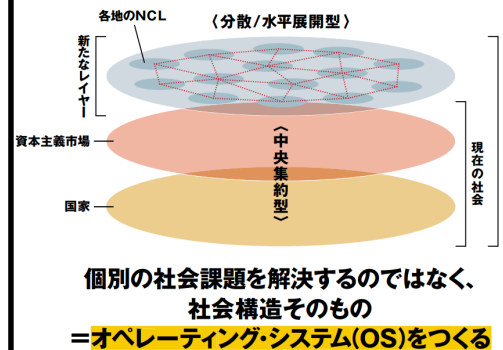 各地のNCL
〈分散/水平展開型〉
新たなレイヤー
資本主義市場
〈中央集約型〉
国家
現在の社会
個別の社会課題を解決するのではなく、
社会構造そのもの
=オペレーティング・システム(OS)をつくる